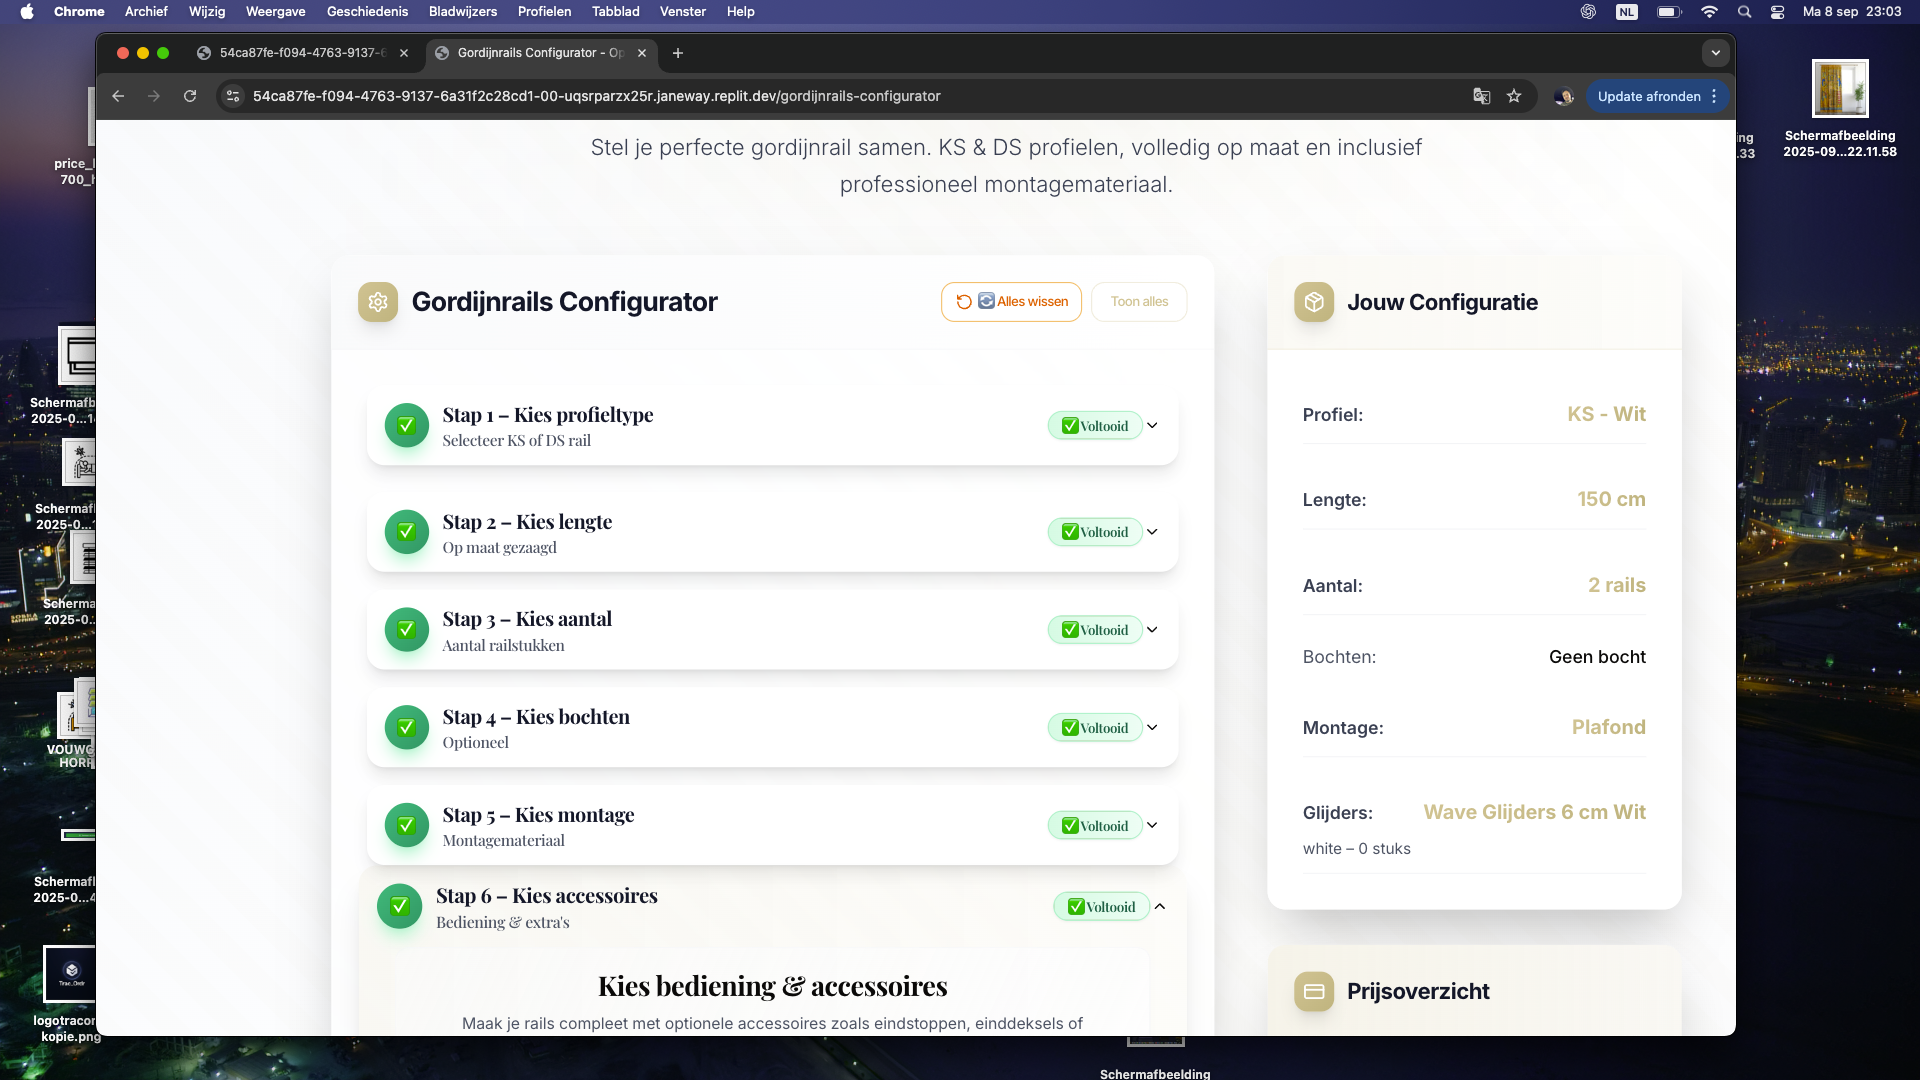 Chrome Archief Wijzig Weergave Geschiedenis Bladwijzers Profielen Tabblad Venster Help NL Ma 8 sep 23:03
54ca87fe-f094-4763-9137-6 Gordijnrails Configurator - Op
54ca87fe-f094-4763-9137-6a31f2c28cd1-00-uqsrparzx25r.janeway.replit.dev/gordijnrails-configurator Update afronden
Stel je perfecte gordijnrail samen. KS & DS profielen, volledig op maat en inclusief
professioneel montagemateriaal.
Gordijnrails Configurator
Alles wissen
Toon alles
Stap 1 – Kies profieltype
Selecteer KS of DS rail
Voltooid
Stap 2 – Kies lengte
Op maat gezaagd
Voltooid
Stap 3 – Kies aantal
Aantal railstukken
Voltooid
Stap 4 – Kies bochten
Optioneel
Voltooid
Stap 5 – Kies montage
Montagemateriaal
Voltooid
Stap 6 – Kies accessoires
Bediening & extra's
Voltooid
Kies bediening & accessoires
Maak je rails compleet met optionele accessoires zoals eindstoppen, einddeksels of
Jouw Configuratie
Profiel: KS - Wit
Lengte: 150 cm
Aantal: 2 rails
Bochten: Geen bocht
Montage: Plafond
Glijders: Wave Glijders 6 cm Wit
white – 0 stuks
Prijsoverzicht
Schermafbeelding
2025-09...22.11.58
ing
.33
price_
700_h
Schermafb
2025-0...1
Schermaf
2025-0...
Scherma
2025-0.
VOUWG
HORR
Schermaf
2025-0...4
logotracor
kopie.png
Schermafbeelding